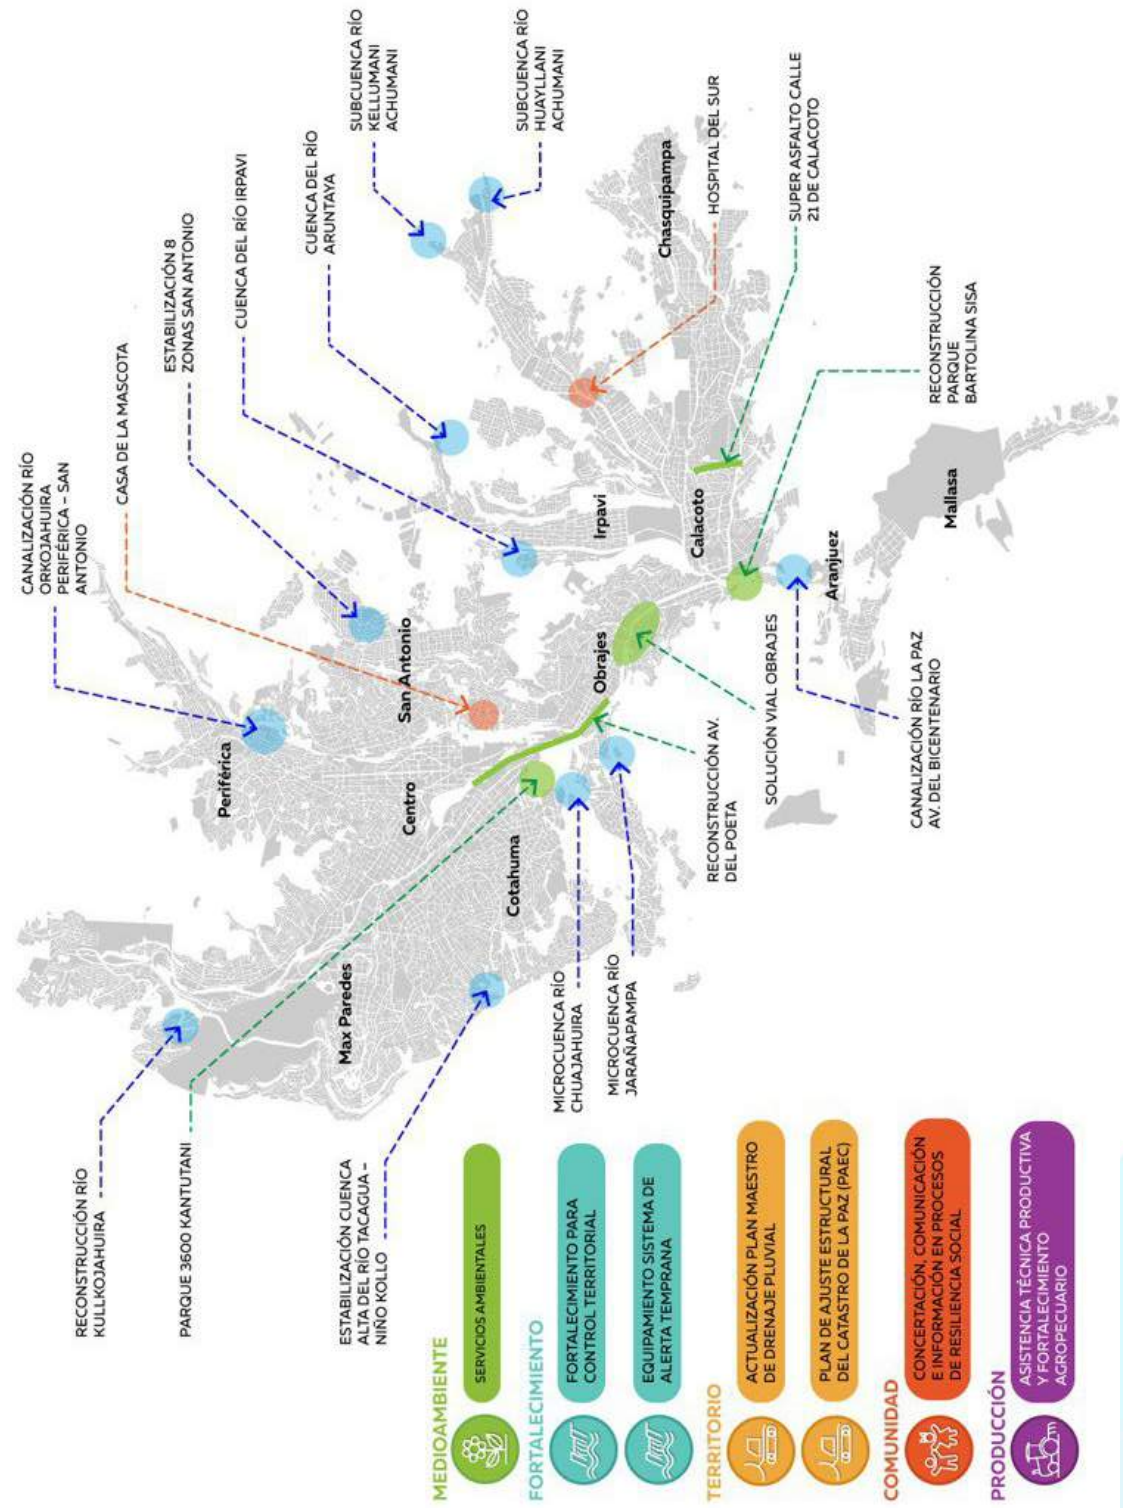 RECONSTRUCCIÓN RÍO
KULLKOJAHUIRA
PARQUE 3600 KANTUTANI
ESTABILIZACIÓN CUENCA
ALTA DEL RÍO TACAGUA –
NIÑO KOLLO
CANALIZACIÓN RÍO
ORKOJAHUIRA
PERIFÉRICA – SAN
ANTONIO
CASA DE LA MASCOTA
ESTABILIZACIÓN 8
ZONAS SAN ANTONIO
CUENCA DEL RÍO IRPAVI
CUENCA DEL RÍO
ARUNTAYA
SUBCUENCA RÍO
KELLUMANI
ACHUMANI
SUBCUENCA RÍO
HUAYLLANI
ACHUMANI
HOSPITAL DEL SUR
SUPER ASFALTO CALLE
21 DE CALACOTO
RECONSTRUCCIÓN
PARQUE
BARTOLINA SISA
Periférica
San Antonio
Centro
Max Paredes
Cotahuma
Obrajes
Irpavi
Calacoto
Chasquipampa
Aranjuez
Mallasa
MICROCUENCA RÍO
CHUAJAHUIRA
MICROCUENCA RÍO
JARAÑAPAMPA
RECONSTRUCCIÓN AV.
DEL POETA
SOLUCIÓN VIAL OBRAJES
CANALIZACIÓN RÍO LA PAZ
AV. DEL BICENTENARIO
MEDIOAMBIENTE
SERVICIOS AMBIENTALES
FORTALECIMIENTO
FORTALECIMIENTO PARA
CONTROL TERRITORIAL
EQUIPAMIENTO SISTEMA DE
ALERTA TEMPRANA
TERRITORIO
ACTUALIZACIÓN PLAN MAESTRO
DE DRENAJE PLUVIAL
PLAN DE AJUSTE ESTRUCTURAL
DEL CATASTRO DE LA PAZ (PAEC)
COMUNIDAD
CONCERTACIÓN, COMUNICACIÓN
E INFORMACIÓN EN PROCESOS
DE RESILIENCIA SOCIAL
PRODUCCIÓN
ASISTENCIA TÉCNICA PRODUCTIVA
Y FORTALECIMIENTO
AGROPECUARIO